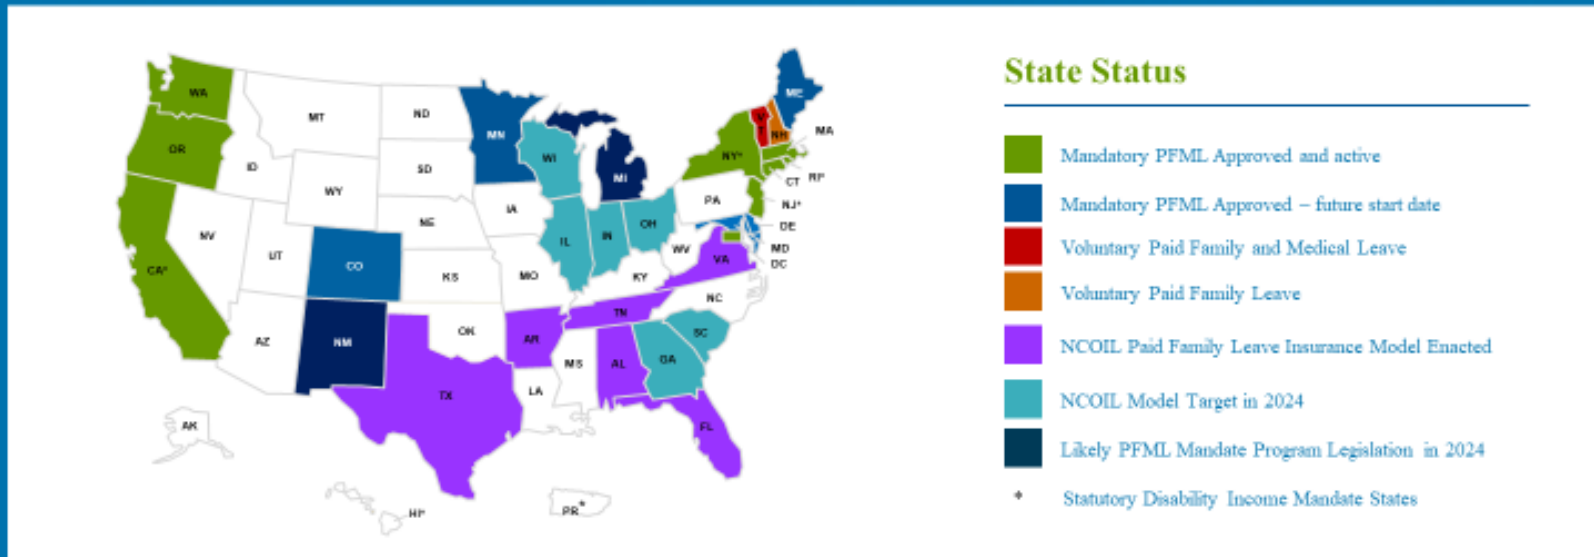 State Status
Mandatory PFML Approved and active
Mandatory PFML Approved – future start date
Voluntary Paid Family and Medical Leave
Voluntary Paid Family Leave
NCOIL Paid Family Leave Insurance Model Enacted
NCOIL Model Target in 2024
Likely PFML Mandate Program Legislation in 2024
* Statutory Disability Income Mandate States
WA
MT
ND
MN
ME
OR
ID
SD
WI
MI
NY*
VT
NH
MA
WY
IA
PA
CT
RI*
NJ*
NV
UT
CO
NE
IL
IN
OH
WV
DE
MD
DC
CA*
KS
MO
KY
VA
AZ
NM
OK
AR
TN
NC
SC
TX
LA
MS
AL
GA
FL
AK
HI*
PR*